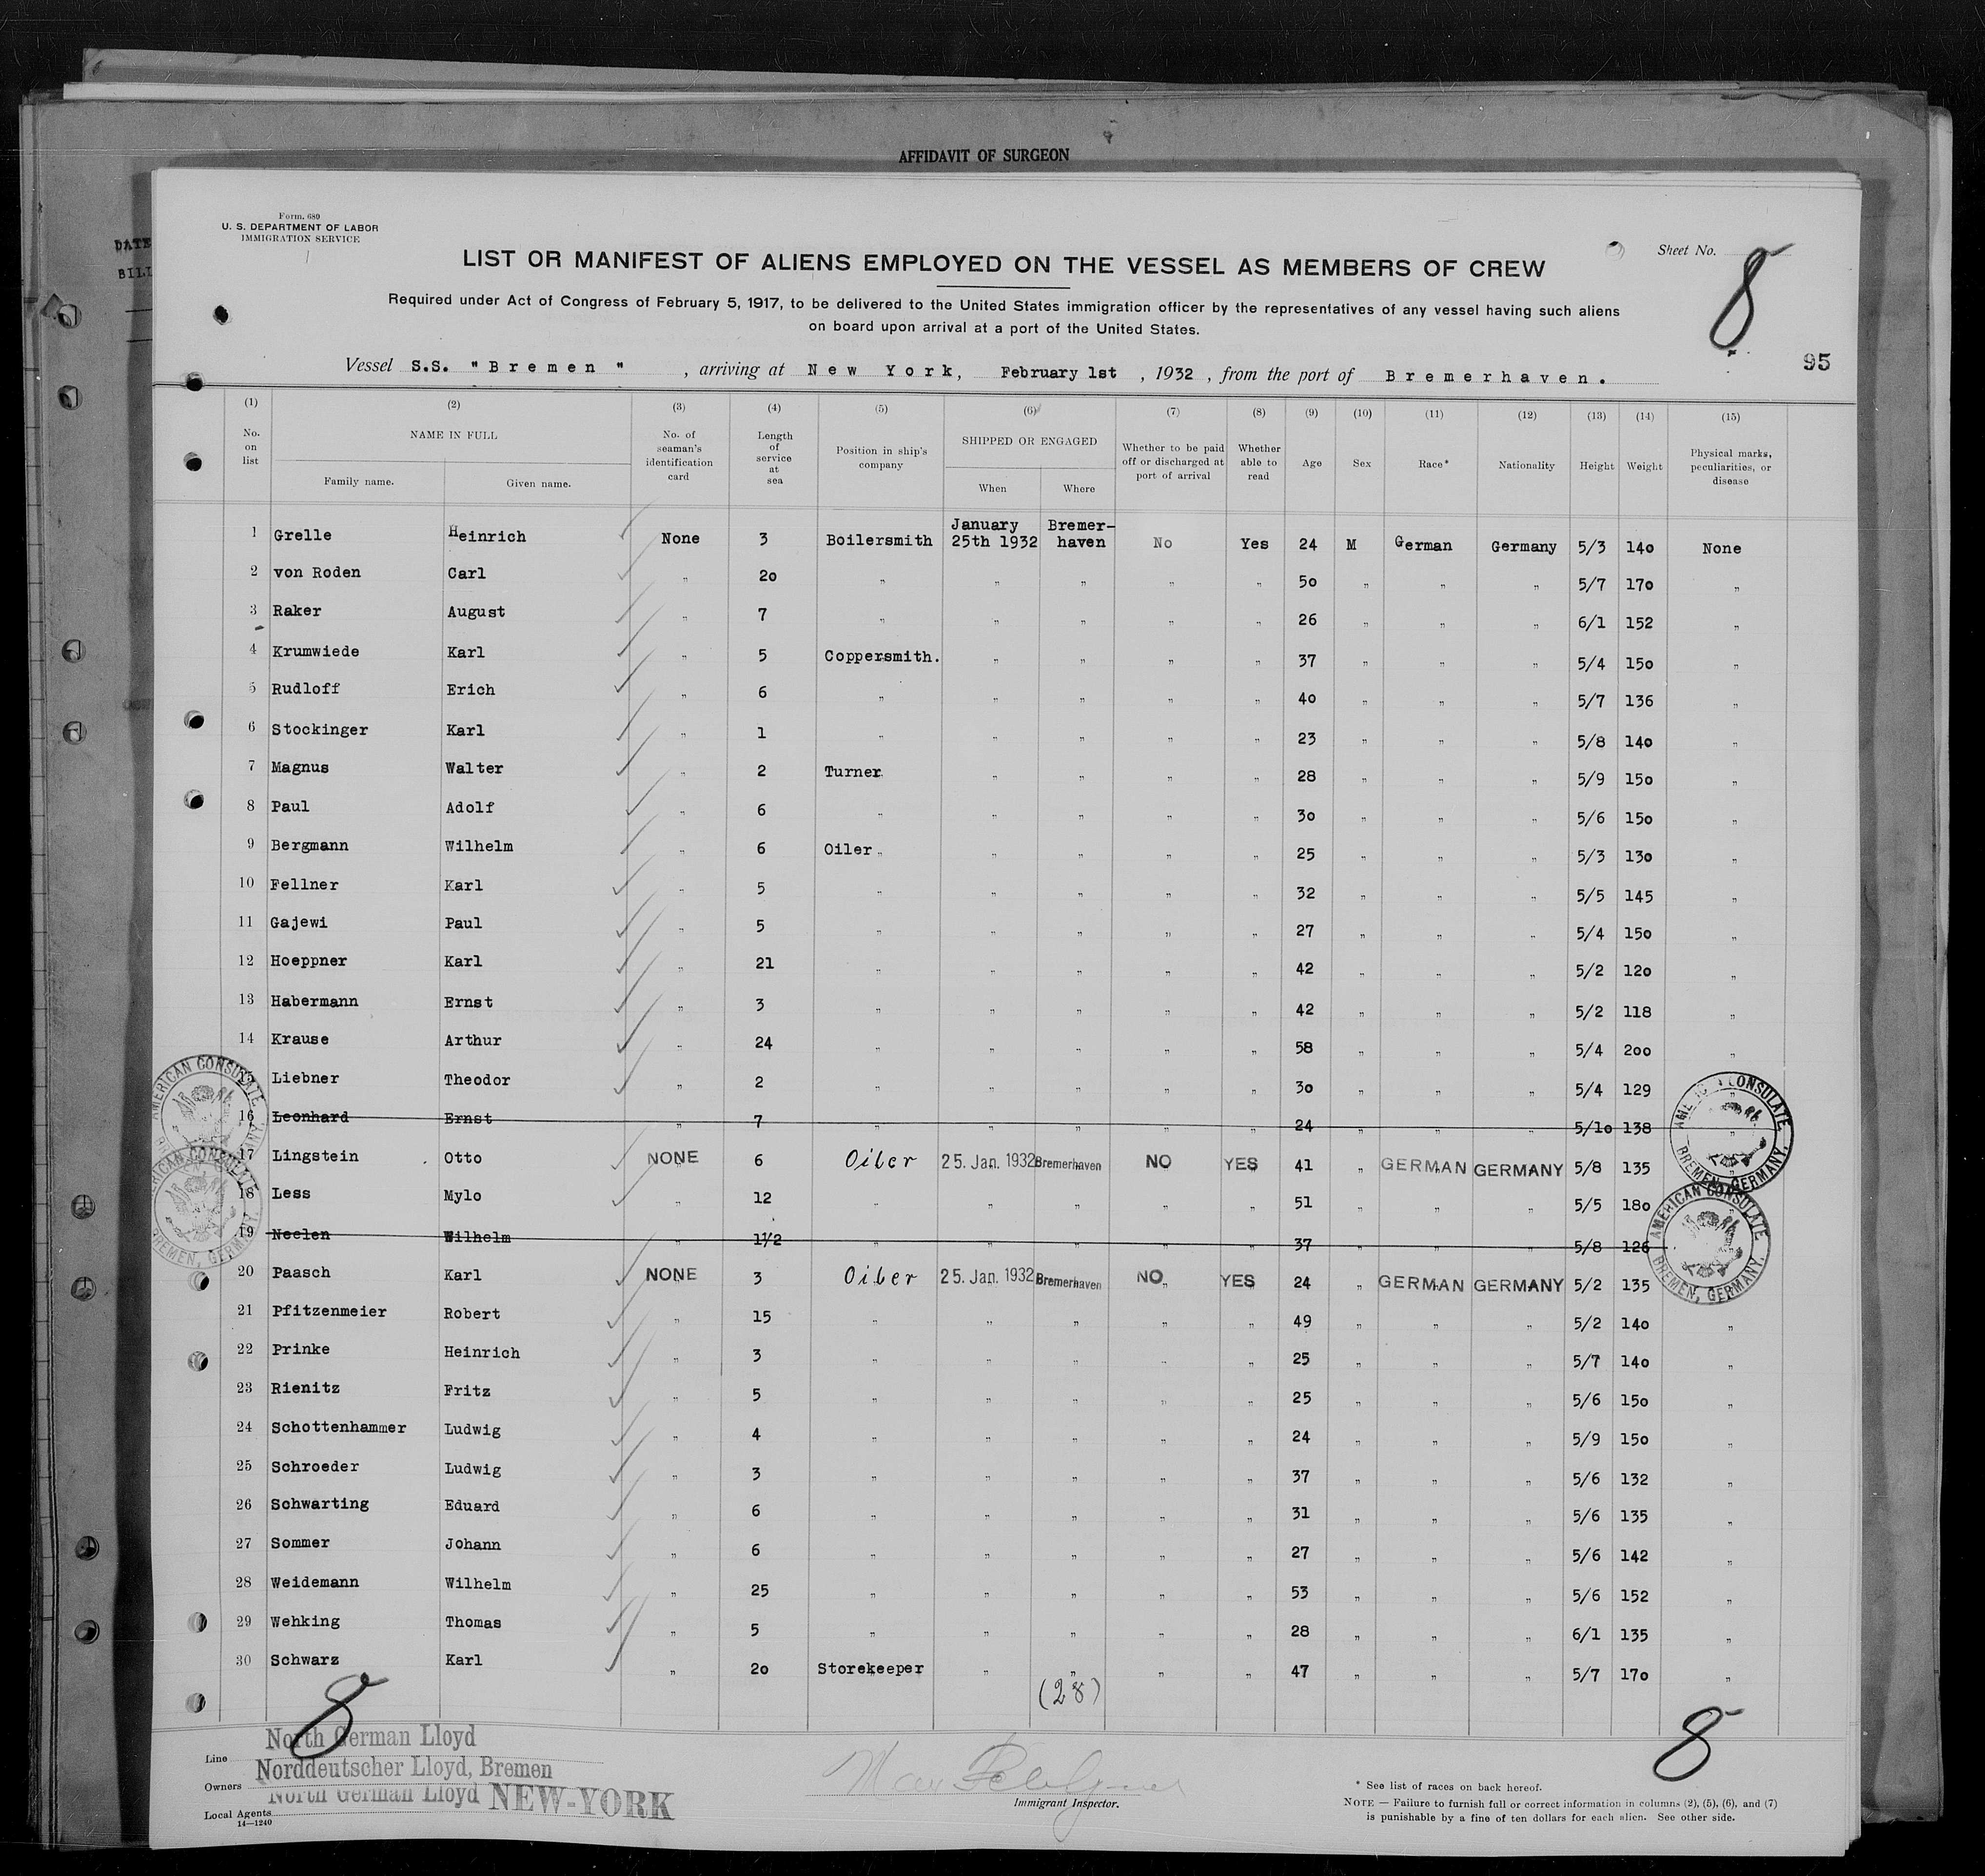 AFFIDAVIT OF SURGEON
DATE
BILL
Form. 680
U. S. DEPARTMENT OF LABOR
IMMIGRATION SERVICE
Sheet No. 8
LIST OR MANIFEST OF ALIENS EMPLOYED ON THE VESSEL AS MEMBERS OF CREW
Required under Act of Congress of February 5, 1917, to be delivered to the United States immigration officer by the representatives of any vessel having such aliens
on board upon arrival at a port of the United States.
95
Vessel S.S. "Bremen" , arriving at New York, February 1st , 1932 , from the port of Bremerhaven.
(1) (2) (3) (4) (5) (6) (7) (8) (9) (10) (11) (12) (13) (14) (15)
No. on list NAME IN FULL Family name. Given name. No. of seaman's identification card Length of service at sea Position in ship's company SHIPPED OR ENGAGED When Where Whether to be paid off or discharged at port of arrival Whether able to read Age Sex Race* Nationality Height Weight Physical marks, peculiarities, or disease
1 Grelle Heinrich None 3 Boilersmith January 25th 1932 Bremer-haven No Yes 24 M German Germany 5/3 140 None
2 von Roden Carl " 20 " " " " " 50 " " " 5/7 170 "
3 Raker August " 7 " " " " " 26 " " " 6/1 152 "
4 Krumwiede Karl " 5 Coppersmith. " " " " 37 " " " 5/4 150 "
5 Rudloff Erich " 6 " " " " " 40 " " " 5/7 136 "
6 Stockinger Karl " 1 " " " " " 23 " " " 5/8 140 "
7 Magnus Walter " 2 Turner " " " " 28 " " " 5/9 150 "
8 Paul Adolf " 6 " " " " " 30 " " " 5/6 150 "
9 Bergmann Wilhelm " 6 Oiler " " " " 25 " " " 5/3 130 "
10 Fellner Karl " 5 " " " " " 32 " " " 5/5 145 "
11 Gajewi Paul " 5 " " " " " 27 " " " 5/4 150 "
12 Hoeppner Karl " 21 " " " " " 42 " " " 5/2 120 "
13 Habermann Ernst " 3 " " " " " 42 " " " 5/2 118 "
14 Krause Arthur " 24 " " " " " 58 " " " 5/4 200 "
15 Liebner Theodor " 2 " " " " " 30 " " " 5/4 129 "
16 Leonhard Ernst " 7 " " " " " 24 " " " 5/10 138 "
17 Lingstein Otto NONE 6 Oiler 25. Jan. 1932 Bremerhaven NO YES 41 " GERMAN GERMANY 5/8 135
18 Less Mylo " 12 " " " " " 51 " " " 5/5 180
19 Neelen Wilhelm " 1 1/2 " " " " " 37 " " " 5/8 126
20 Paasch Karl NONE 3 Oiler 25. Jan. 1932 Bremerhaven NO YES 24 " GERMAN GERMANY 5/2 135
21 Pfitzenmeier Robert " 15 " " " " " 49 " " " 5/2 140 "
22 Prinke Heinrich " 3 " " " " " 25 " " " 5/7 140 "
23 Rienitz Fritz " 5 " " " " " 25 " " " 5/6 150 "
24 Schottenhammer Ludwig " 4 " " " " " 24 " " " 5/9 150 "
25 Schroeder Ludwig " 3 " " " " " 37 " " " 5/6 132 "
26 Schwarting Eduard " 6 " " " " " 31 " " " 5/6 135 "
27 Sommer Johann " 6 " " " " " 27 " " " 5/6 142 "
28 Weidemann Wilhelm " 25 " " " " " 53 " " " 5/6 152 "
29 Wehking Thomas " 5 " " " " " 28 " " " 6/1 135 "
30 Schwarz Karl " 20 Storekeeper " " " " 47 " " " 5/7 170 "
AMERICAN CONSULATE
BREMEN, GERMANY.
AMERICAN CONSULATE
BREMEN, GERMANY.
AMERICAN CONSULATE
BREMEN, GERMANY.
AMERICAN CONSULATE
BREMEN, GERMANY.
(28)
8
8
Line North German Lloyd
Owners Norddeutscher Lloyd, Bremen
Local Agents North German Lloyd NEW-YORK
14—1240
Immigrant Inspector.
* See list of races on back hereof.
NOTE — Failure to furnish full or correct information in columns (2), (5), (6), and (7)
is punishable by a fine of ten dollars for each alien. See other side.